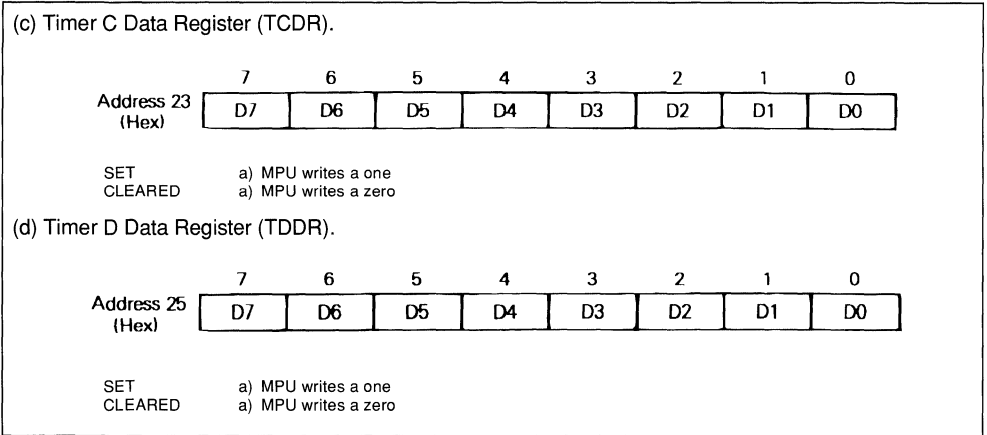 (c) Timer C Data Register (TCDR).
7 6 5 4 3 2 1 0
Address 23 D7 D6 D5 D4 D3 D2 D1 D0
(Hex)
SET a) MPU writes a one
CLEARED a) MPU writes a zero
(d) Timer D Data Register (TDDR).
7 6 5 4 3 2 1 0
Address 25 D7 D6 D5 D4 D3 D2 D1 D0
(Hex)
SET a) MPU writes a one
CLEARED a) MPU writes a zero